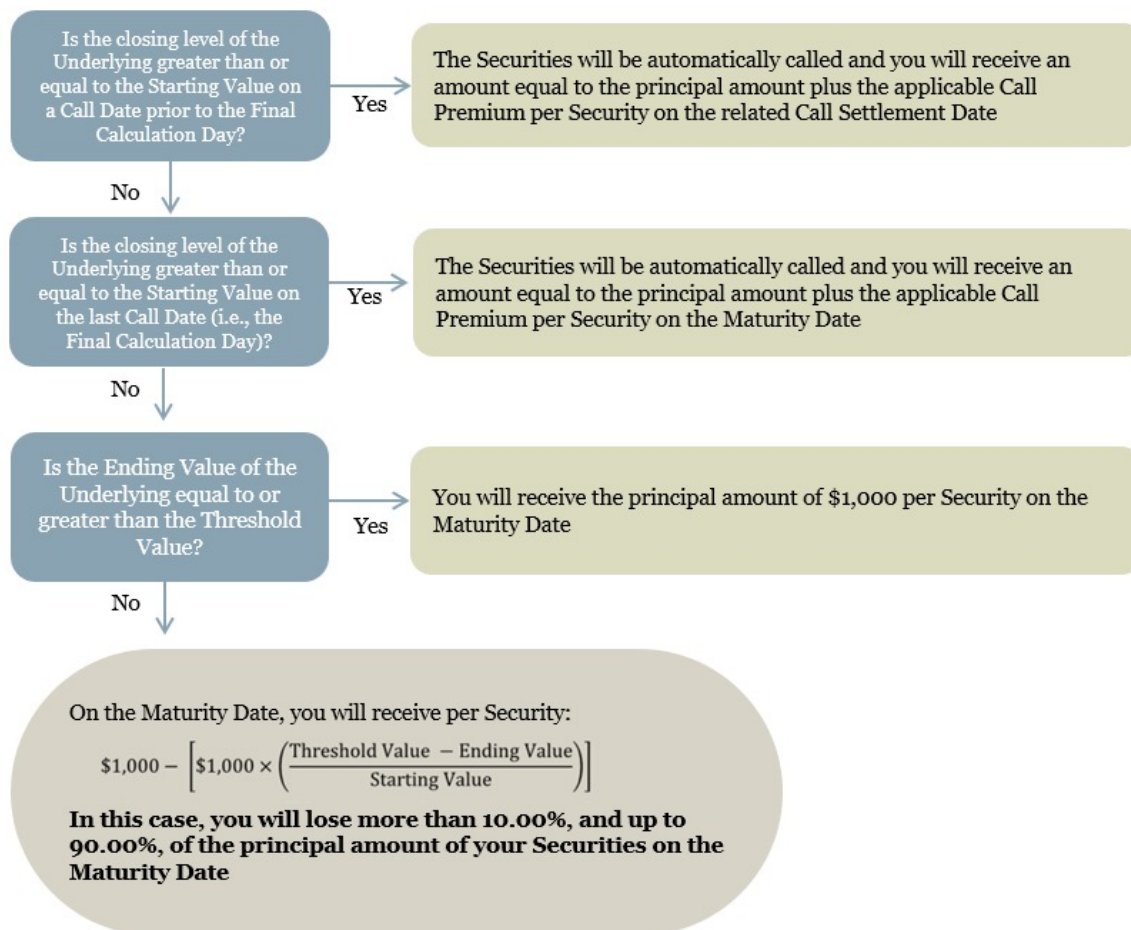 Is the closing level of the
Underlying greater than or
equal to the Starting Value on
a Call Date prior to the Final
Calculation Day?
Yes
The Securities will be automatically called and you will receive an
amount equal to the principal amount plus the applicable Call
Premium per Security on the related Call Settlement Date
No
Is the closing level of the
Underlying greater than or
equal to the Starting Value on
the last Call Date (i.e., the
Final Calculation Day)?
Yes
The Securities will be automatically called and you will receive an
amount equal to the principal amount plus the applicable Call
Premium per Security on the Maturity Date
No
Is the Ending Value of the
Underlying equal to or
greater than the Threshold
Value?
Yes
You will receive the principal amount of $1,000 per Security on the
Maturity Date
No
On the Maturity Date, you will receive per Security:
$1,000 − [$1,000 × (Threshold Value − Ending Value / Starting Value)]
In this case, you will lose more than 10.00%, and up to
90.00%, of the principal amount of your Securities on the
Maturity Date